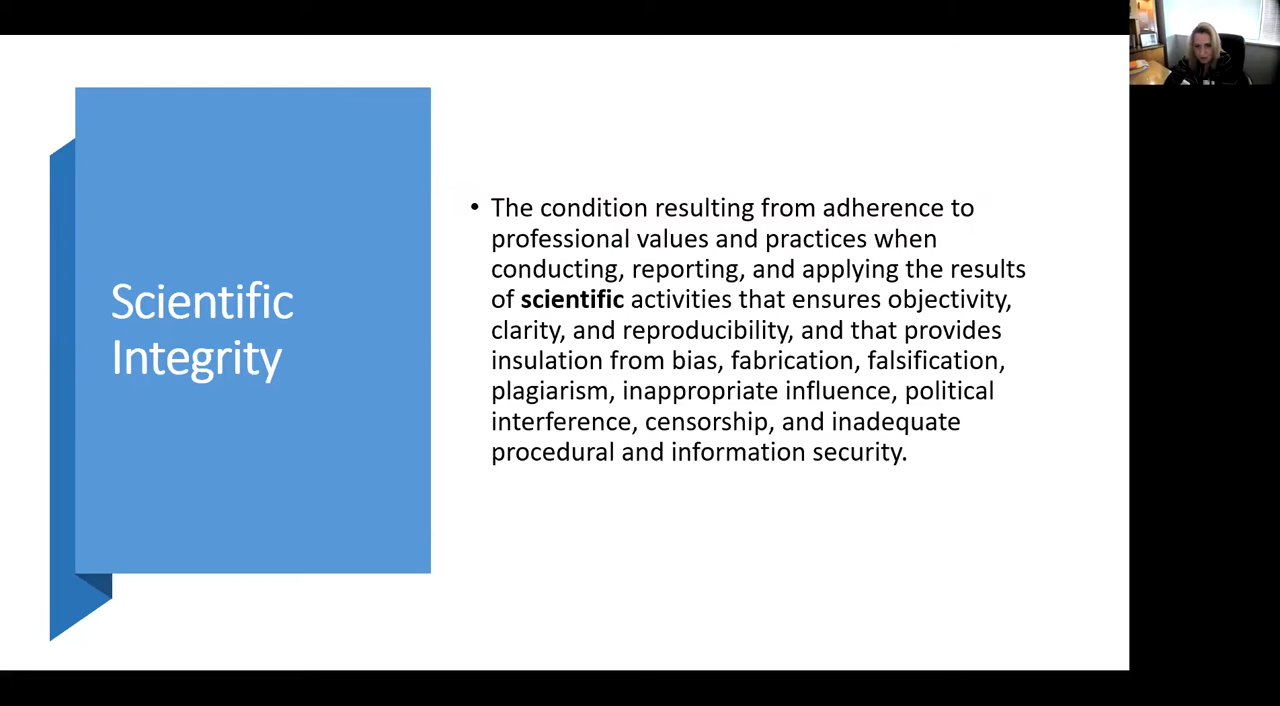 Scientific
Integrity
• The condition resulting from adherence to
professional values and practices when
conducting, reporting, and applying the results
of scientific activities that ensures objectivity,
clarity, and reproducibility, and that provides
insulation from bias, fabrication, falsification,
plagiarism, inappropriate influence, political
interference, censorship, and inadequate
procedural and information security.